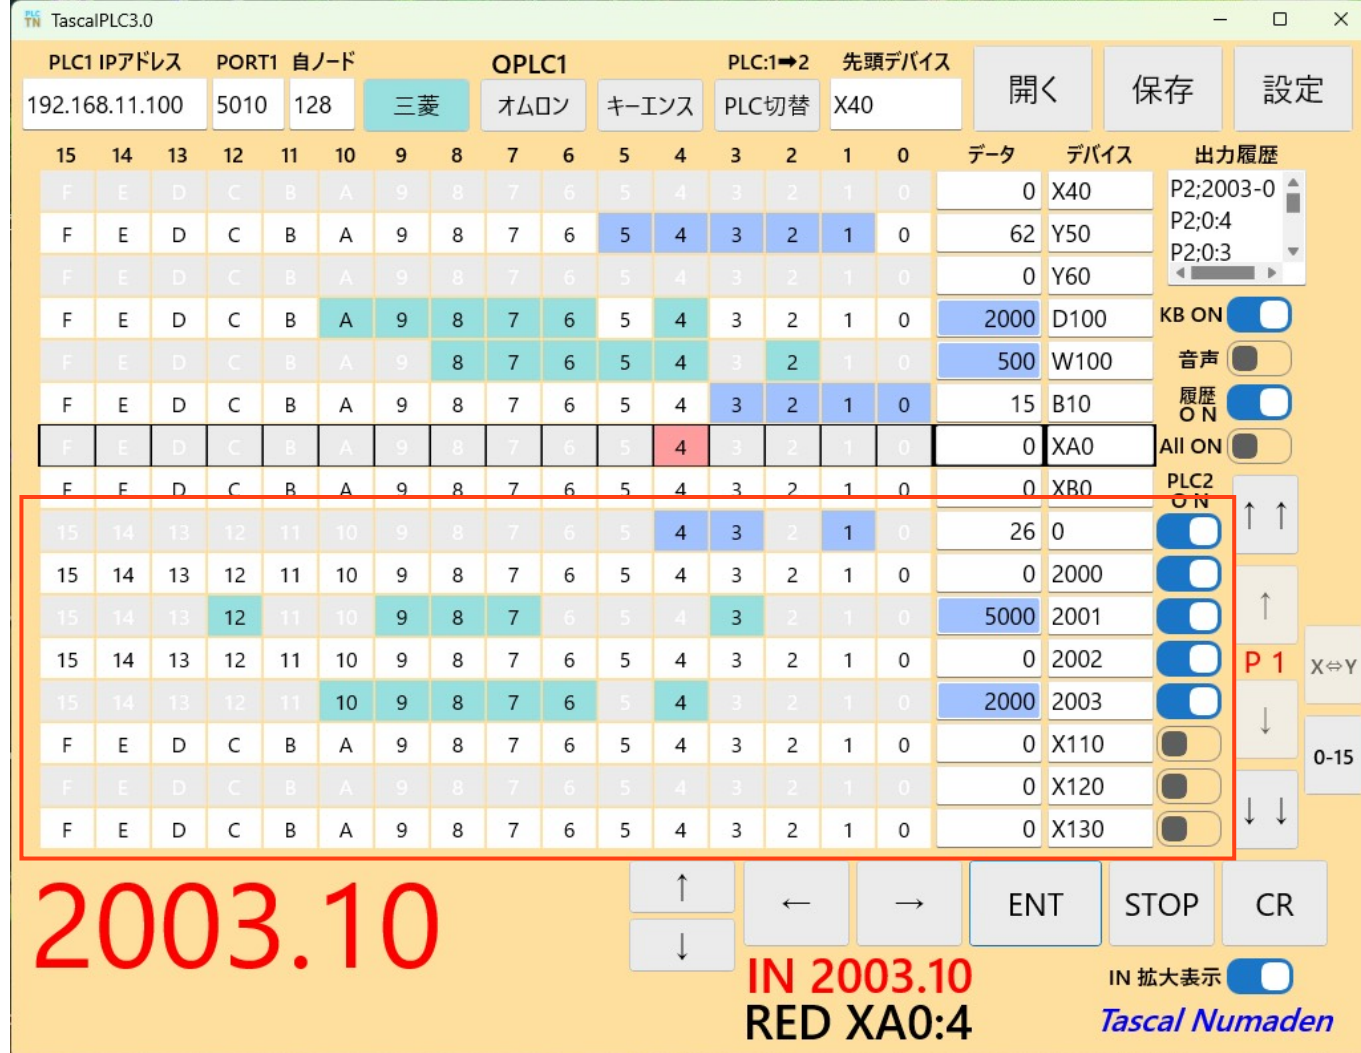 PLC TN TascalPLC3.0
PLC1 IPアドレス PORT1 自ノード QPLC1 PLC:1➡2 先頭デバイス
192.168.11.100 5010 128 三菱 オムロン キーエンス PLC切替 X40 開く 保存 設定
15 14 13 12 11 10 9 8 7 6 5 4 3 2 1 0 データ デバイス 出力履歴
F E D C B A 9 8 7 6 5 4 3 2 1 0 0 X40 P2;2003-0
F E D C B A 9 8 7 6 5 4 3 2 1 0 62 Y50 P2;0:4
F E D C B A 9 8 7 6 5 4 3 2 1 0 0 Y60 P2;0:3
F E D C B A 9 8 7 6 5 4 3 2 1 0 2000 D100 KB ON
F E D C B A 9 8 7 6 5 4 3 2 1 0 500 W100 音声
F E D C B A 9 8 7 6 5 4 3 2 1 0 15 B10 履歴 O N
F E D C B A 9 8 7 6 5 4 3 2 1 0 0 XA0 All ON
F E D C B A 9 8 7 6 5 4 3 2 1 0 0 XB0 PLC2 O N
15 14 13 12 11 10 9 8 7 6 5 4 3 2 1 0 26 0 ↑ ↑
15 14 13 12 11 10 9 8 7 6 5 4 3 2 1 0 0 2000
15 14 13 12 11 10 9 8 7 6 5 4 3 2 1 0 5000 2001 ↑
15 14 13 12 11 10 9 8 7 6 5 4 3 2 1 0 0 2002 P 1 X⇔Y
15 14 13 12 11 10 9 8 7 6 5 4 3 2 1 0 2000 2003 ↓
F E D C B A 9 8 7 6 5 4 3 2 1 0 0 X110 0-15
F E D C B A 9 8 7 6 5 4 3 2 1 0 0 X120
F E D C B A 9 8 7 6 5 4 3 2 1 0 0 X130 ↓ ↓
2003.10 ↑ ← → ENT STOP CR
↓
IN 2003.10 IN 拡大表示
RED XA0:4 Tascal Numaden